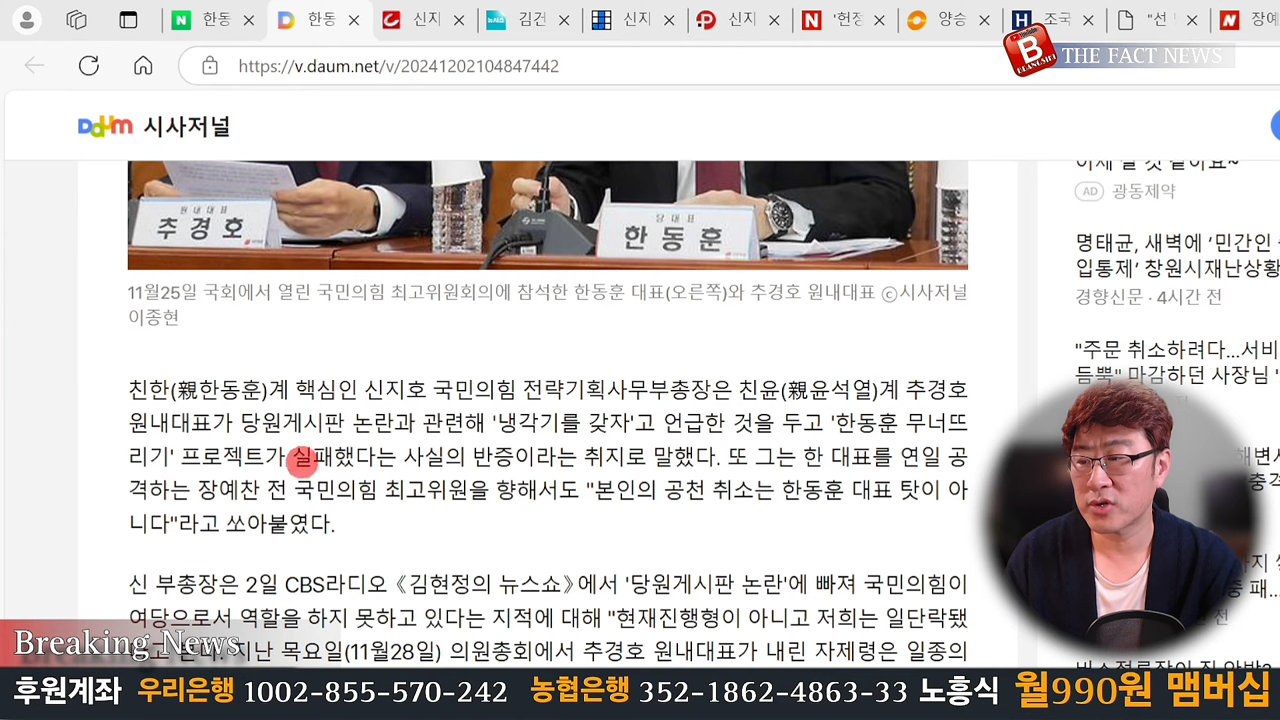 한동
한동
신지
김건
신지
신지
'헌정
양승
조국
"선
장예
https://v.daum.net/v/20241202104847442
THE FACT NEWS
Daum 시사저널
원내대표
추경호
당대표
한동훈
11월25일 국회에서 열린 국민의힘 최고위원회의에 참석한 한동훈 대표(오른쪽)와 추경호 원내대표 ⓒ시사저널
이종현
친한(親한동훈)계 핵심인 신지호 국민의힘 전략기획사무부총장은 친윤(親윤석열)계 추경호
원내대표가 당원게시판 논란과 관련해 '냉각기를 갖자'고 언급한 것을 두고 '한동훈 무너뜨
리기' 프로젝트가 실패했다는 사실의 반증이라는 취지로 말했다. 또 그는 한 대표를 연일 공
격하는 장예찬 전 국민의힘 최고위원을 향해서도 "본인의 공천 취소는 한동훈 대표 탓이 아
니다"라고 쏘아붙였다.
신 부총장은 2일 CBS라디오 《김현정의 뉴스쇼》에서 '당원게시판 논란'에 빠져 국민의힘이
여당으로서 역할을 하지 못하고 있다는 지적에 대해 "현재진행형이 아니고 저희는 일단락됐
지난 목요일(11월28일) 의원총회에서 추경호 원내대표가 내린 자제령은 일종의
AD 광동제약
명태균, 새벽에 '민간인
입통제' 창원시재난상황
경향신문 · 4시간 전
"주문 취소하려다...서비
듬뿍" 마감하던 사장님
Breaking News
후원계좌 우리은행 1002-855-570-242 농협은행 352-1862-4863-33 노흥식 월990원 맴버십